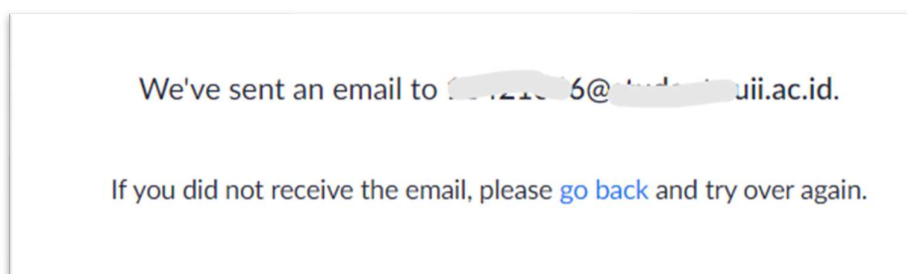 We've sent an email to 6@ uii.ac.id.
If you did not receive the email, please go back and try over again.